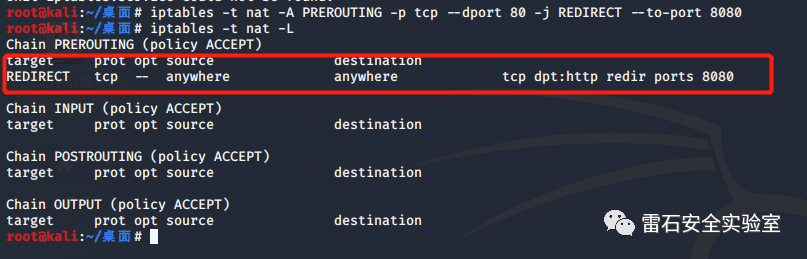 root@kali:~/桌面# iptables -t nat -A PREROUTING -p tcp --dport 80 -j REDIRECT --to-port 8080
root@kali:~/桌面# iptables -t nat -L
Chain PREROUTING (policy ACCEPT)
target     prot opt source               destination
REDIRECT   tcp  --  anywhere             anywhere             tcp dpt:http redir ports 8080
Chain INPUT (policy ACCEPT)
target     prot opt source               destination
Chain POSTROUTING (policy ACCEPT)
target     prot opt source               destination
Chain OUTPUT (policy ACCEPT)
target     prot opt source               destination
root@kali:~/桌面#
雷石安全实验室